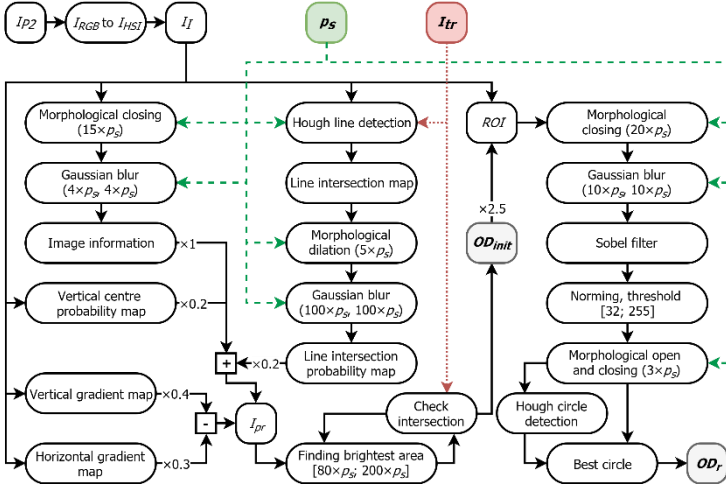 I_P2
I_RGB to I_HSI
I_I
p_s
I_tr
Morphological closing
(15×p_s)
Gaussian blur
(4×p_s, 4×p_s)
Image information
×1
Vertical centre
probability map
×0.2
Vertical gradient map
×0.4
Horizontal gradient
map
×0.3
+
-
I_pr
Hough line detection
Line intersection map
Morphological
dilation (5×p_s)
Gaussian blur
(100×p_s, 100×p_s)
Line intersection
probability map
×0.2
Check
intersection
Finding brightest area
[80×p_s; 200×p_s]
ROI
×2.5
OD_init
Morphological
closing (20×p_s)
Gaussian blur
(10×p_s, 10×p_s)
Sobel filter
Norming, threshold
[32; 255]
Morphological open
and closing (3×p_s)
Hough circle
detection
Best circle
OD_r